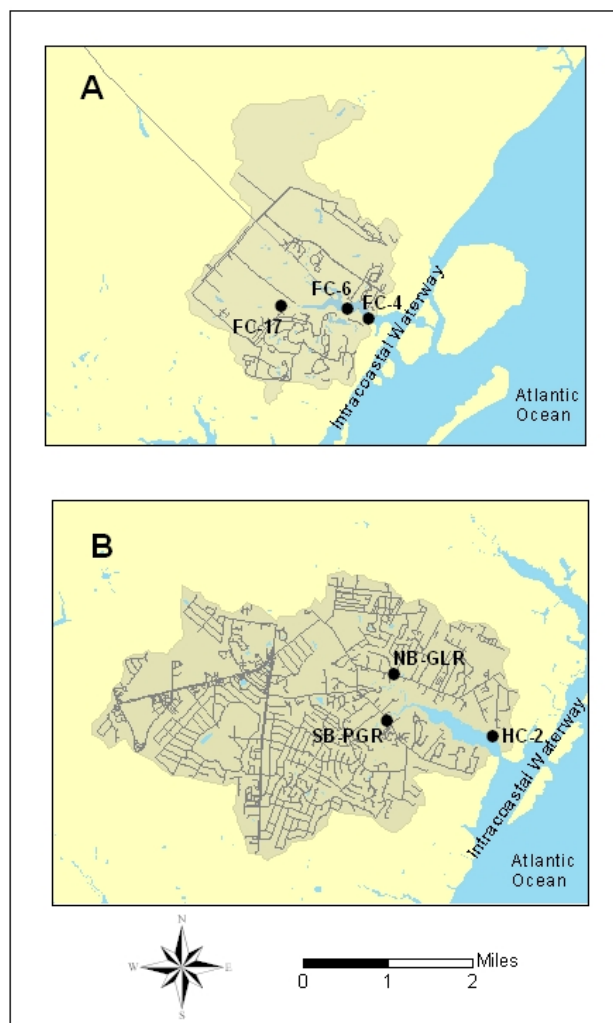 A
FC-6
FC-4
FC-17
Intracoastal Waterway
Atlantic
Ocean
B
NB-GLR
SB-PGR
HC-2
Intracoastal Waterway
Atlantic
Ocean
N
W
E
S
Miles
0 1 2